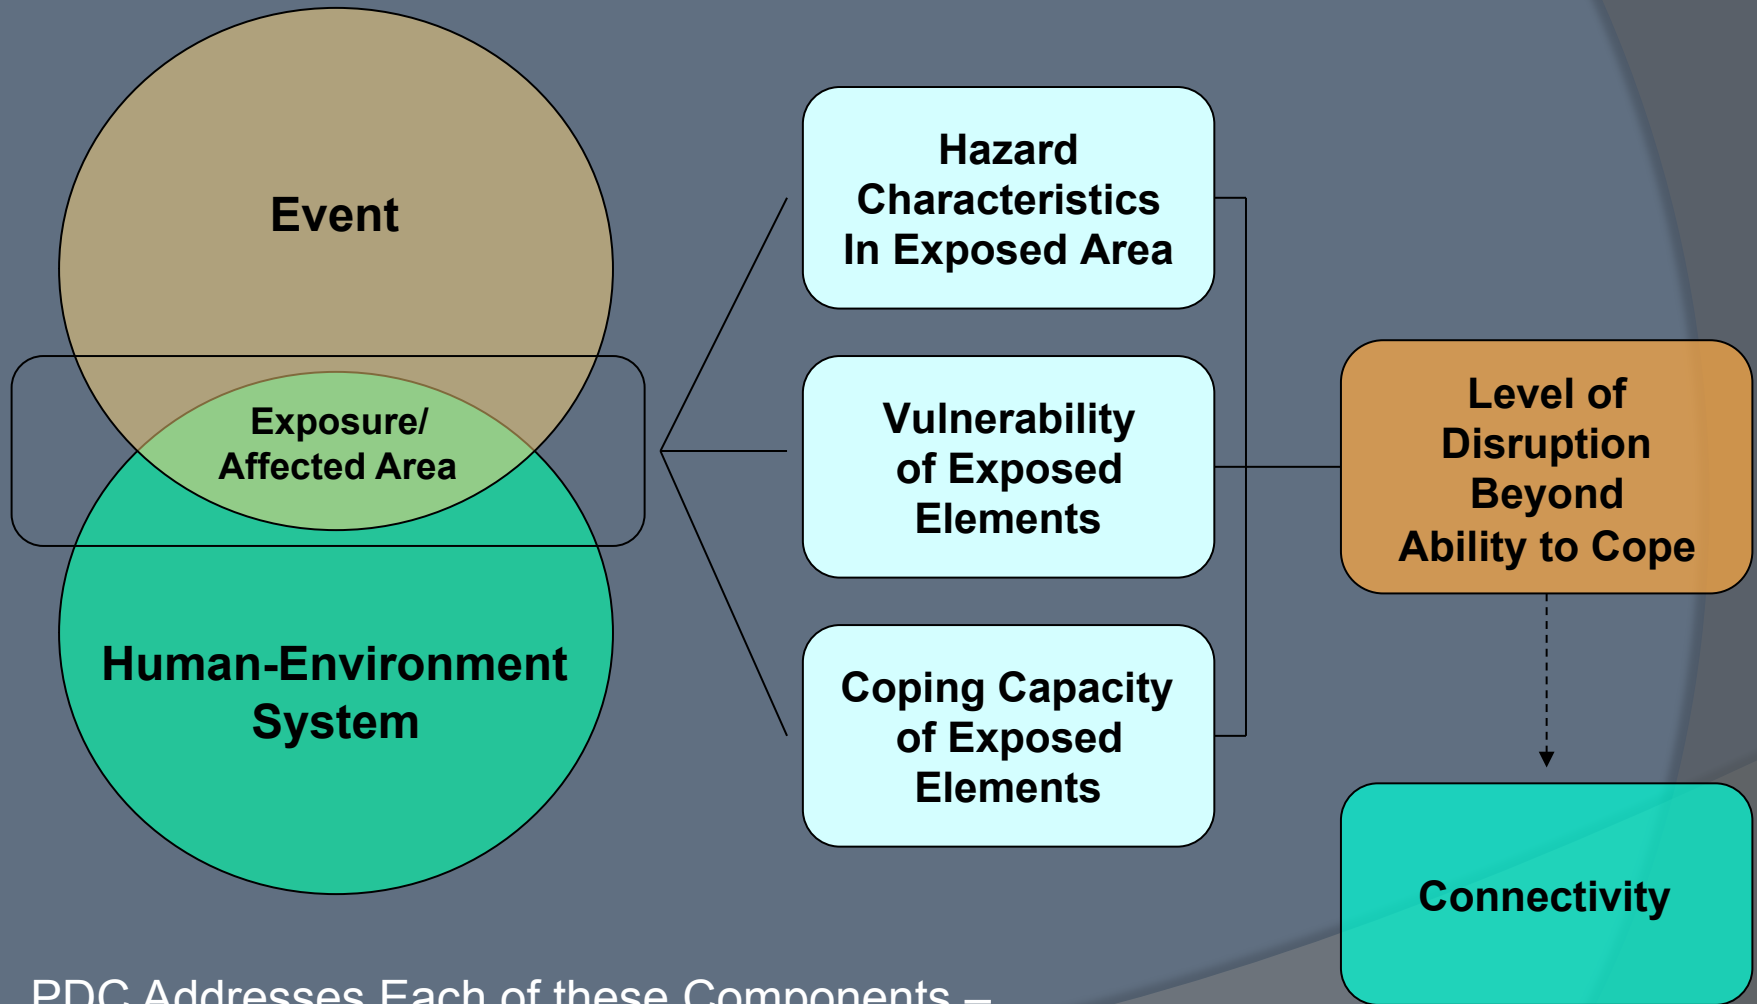 Event
Exposure/
Affected Area
Human-Environment
System
Hazard
Characteristics
In Exposed Area
Vulnerability
of Exposed
Elements
Coping Capacity
of Exposed
Elements
Level of
Disruption
Beyond
Ability to Cope
Connectivity
PDC Addresses Each of these Components –